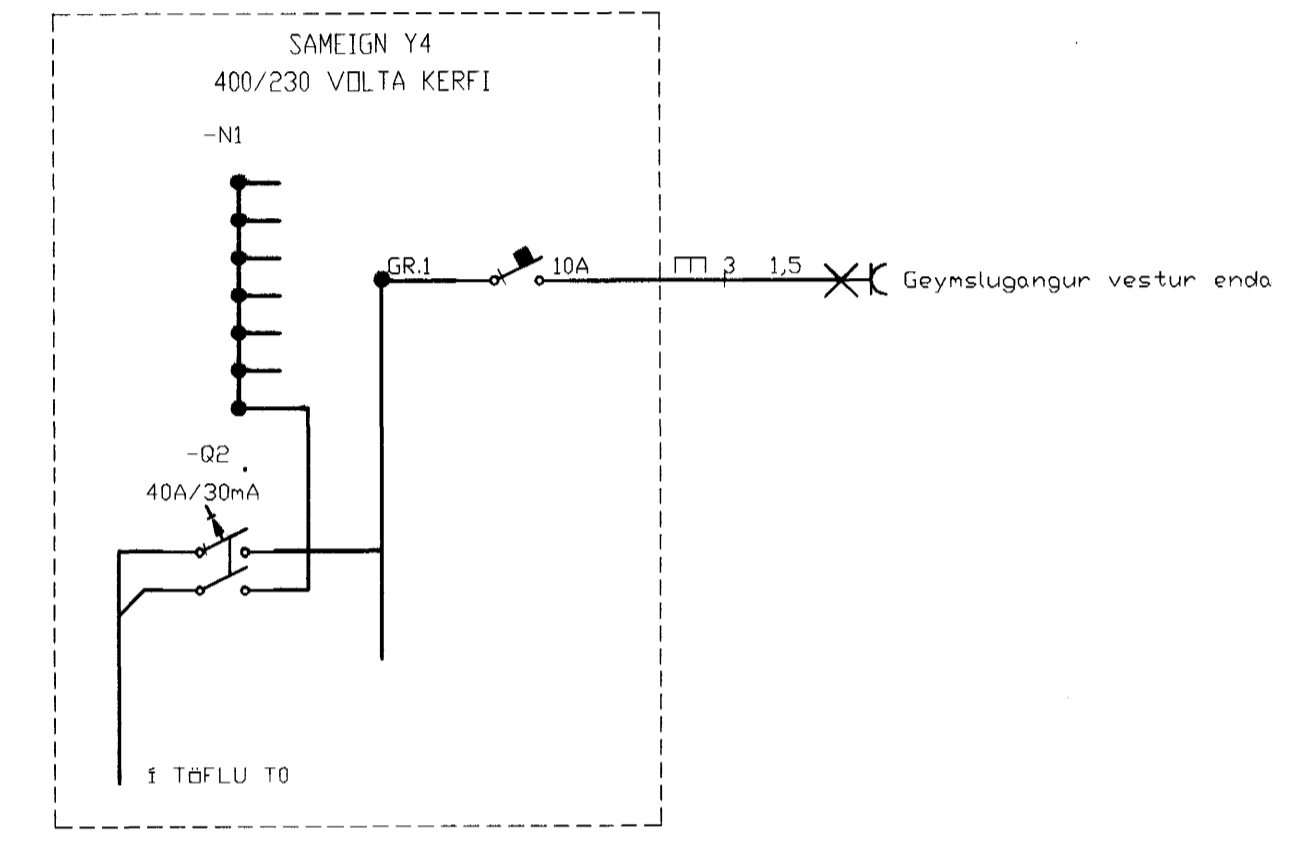 SAMEIGN Y4
400/230 VOLTA KERFI
-N1
GR.1
10A
3
1,5
Geymslugangur vestur enda
-Q2
40A/30mA
Í TÖFLU T0